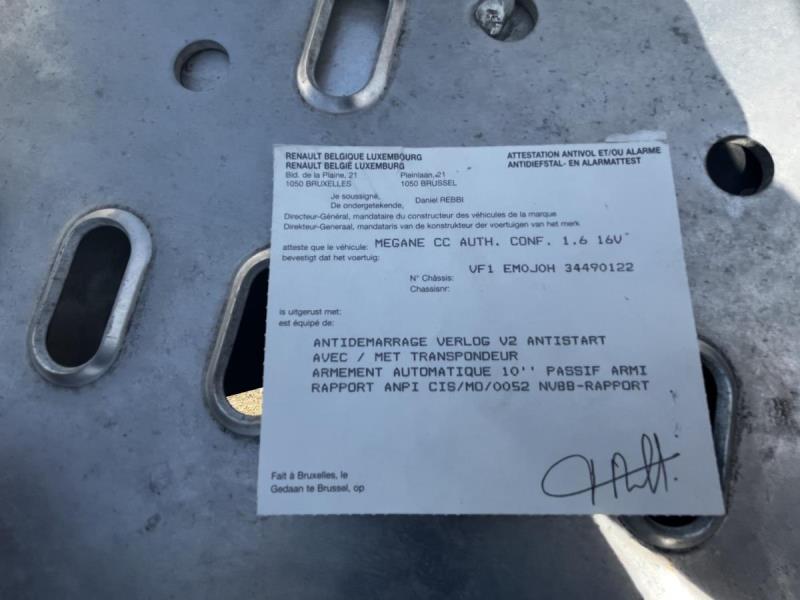 RENAULT BELGIQUE LUXEMBOURG
RENAULT BELGIË LUXEMBURG
ATTESTATION ANTIVOL ET/OU ALARME
ANTIDIEFSTAL- EN ALARMATTEST
Bld. de la Plaine, 21 Pleinlaan, 21
1050 BRUXELLES 1050 BRUSSEL
Je soussigné,
De ondergetekende, Daniel REBBI
Directeur-Général, mandataire du constructeur des véhicules de la marque
Direkteur-Generaal, mandataris van de konstrukteur der voertuigen van het merk
atteste que le véhicule: MEGANE CC AUTH. CONF. 1.6 16V
bevestigt dat het voertuig:
N° Châssis: VF1 EM0J0H 34490122
Chassisnr:
is uitgerust met:
est équipé de:
ANTIDEMARRAGE VERLOG V2 ANTISTART
AVEC / MET TRANSPONDEUR
ARMEMENT AUTOMATIQUE 10'' PASSIF ARMI
RAPPORT ANPI CIS/MO/0052 NVBB-RAPPORT
Fait à Bruxelles, le
Gedaan te Brussel, op